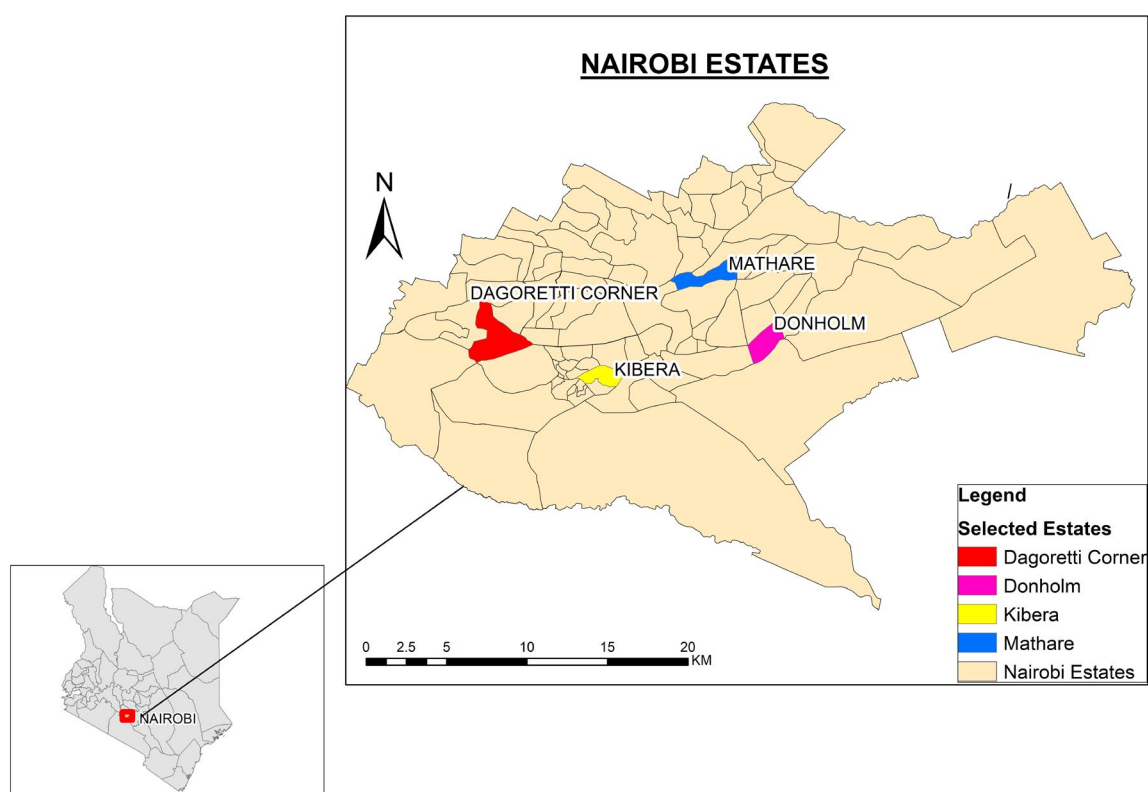 NAIROBI ESTATES
N
MATHARE
DAGORETTI CORNER
DONHOLM
KIBERA
Legend
Selected Estates
Dagoretti Corner
Donholm
Kibera
Mathare
Nairobi Estates
0 2.5 5 10 15 20
KM
NAIROBI